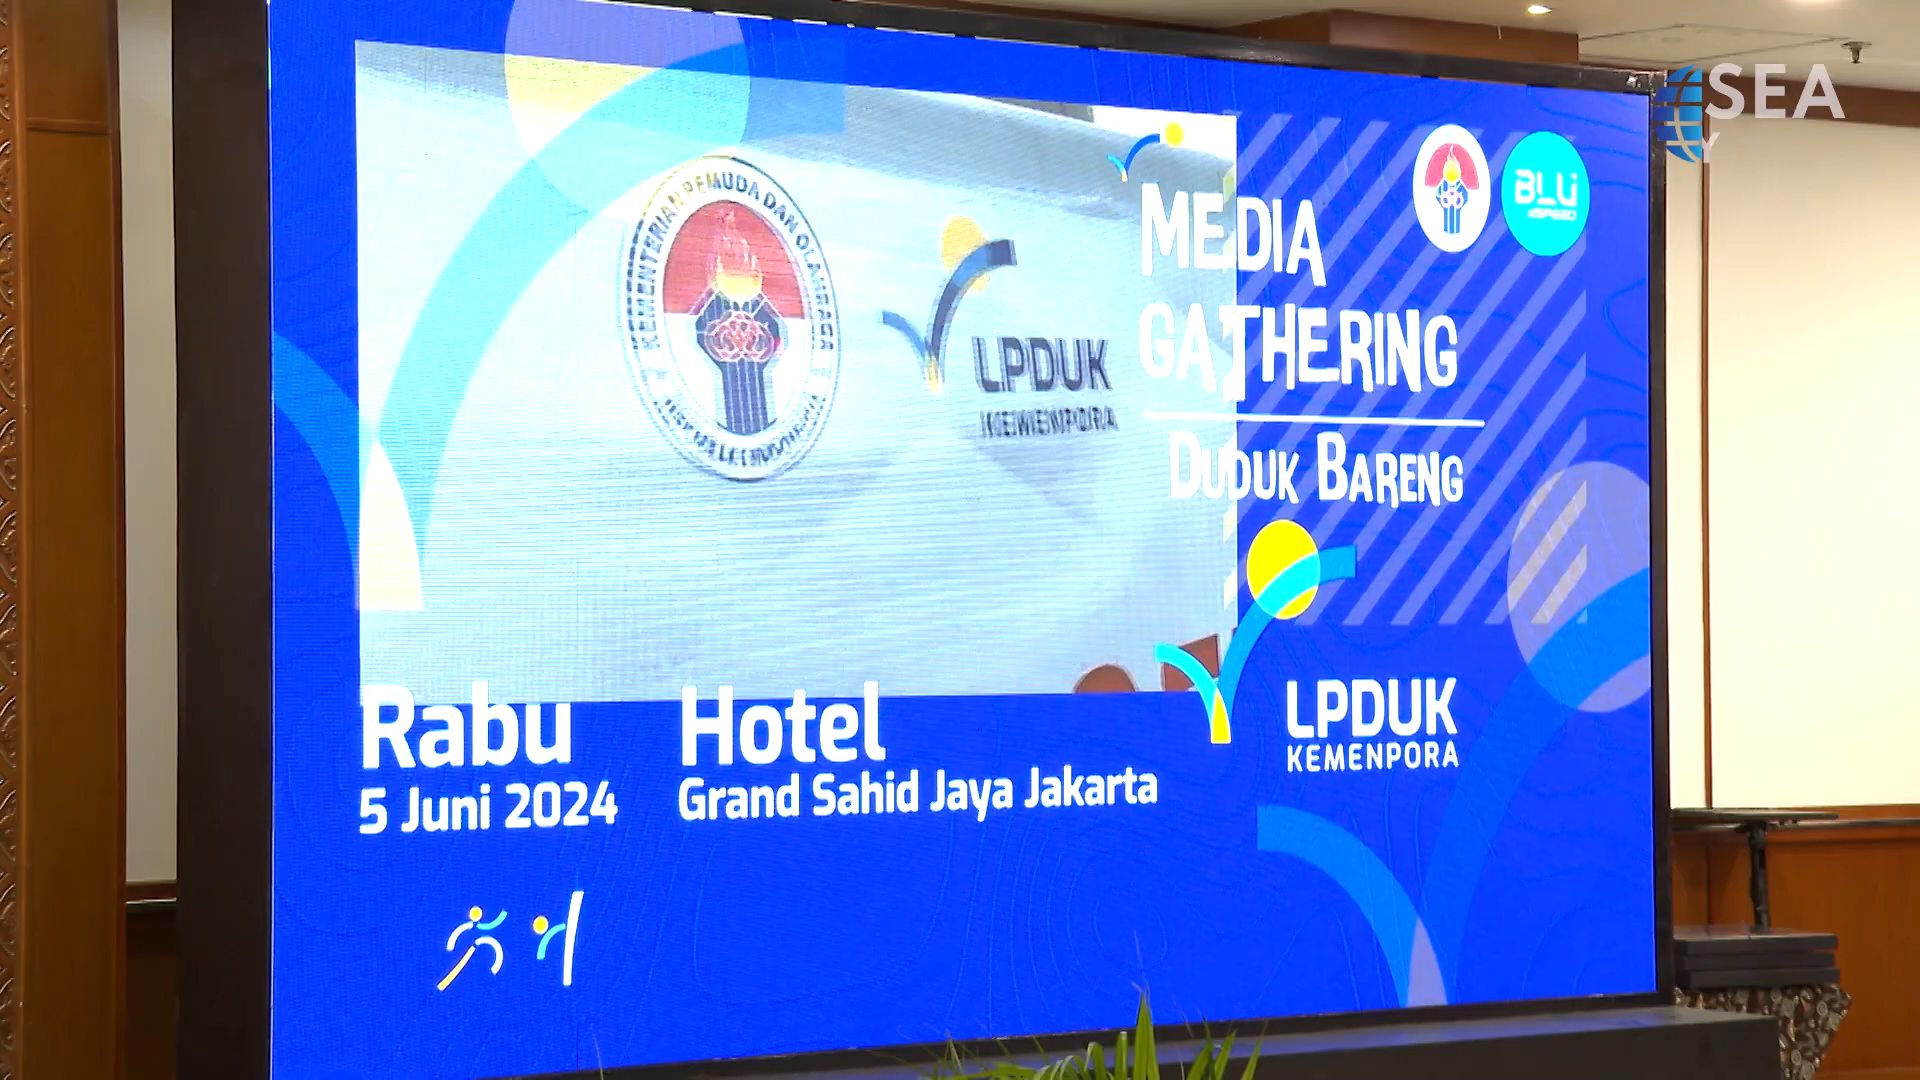 SEA
Y
KEMENTERIAN PEMUDA DAN OLAHRAGA
LPDUK
KEMENPORA
MEDIA
GATHERING
DUDUK BARENG
BLU
SPEED
LPDUK
KEMENPORA
Rabu
5 Juni 2024
Hotel
Grand Sahid Jaya Jakarta